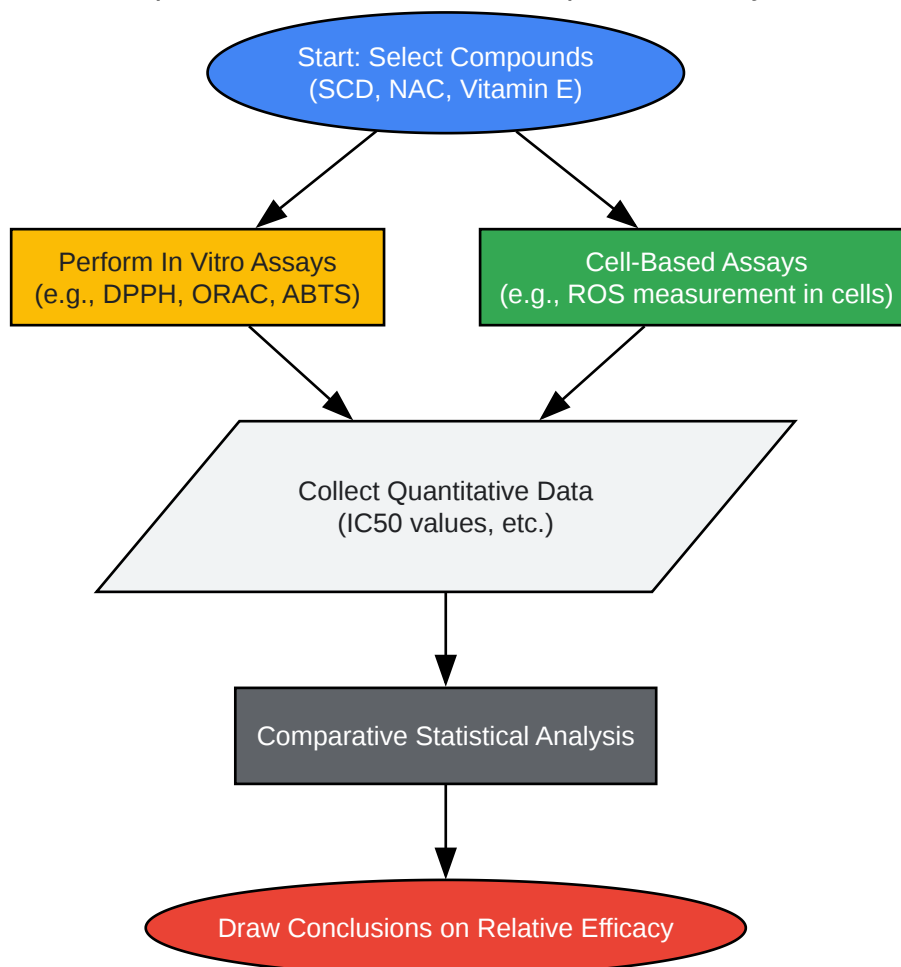 Start: Select Compounds
(SCD, NAC, Vitamin E)
Perform In Vitro Assays
(e.g., DPPH, ORAC, ABTS)
Cell-Based Assays
(e.g., ROS measurement in cells)
Collect Quantitative Data
(IC50 values, etc.)
Comparative Statistical Analysis
Draw Conclusions on Relative Efficacy